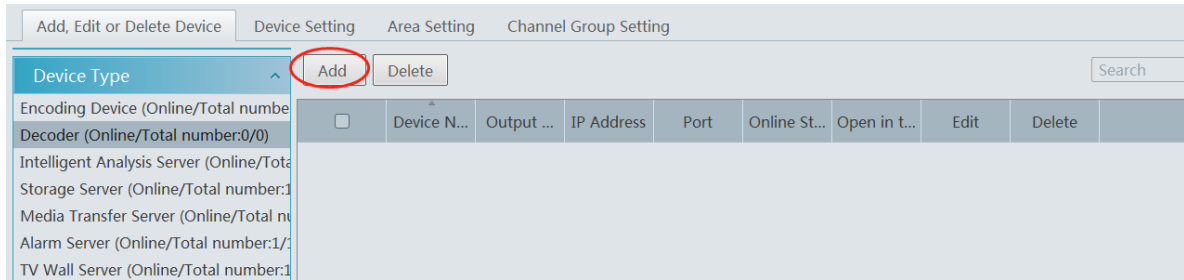 Add, Edit or Delete Device Device Setting Area Setting Channel Group Setting
Device Type
Add Delete Search
Encoding Device (Online/Total numbe
Decoder (Online/Total number:0/0)
Intelligent Analysis Server (Online/Tota
Storage Server (Online/Total number:1
Media Transfer Server (Online/Total nu
Alarm Server (Online/Total number:1/1
TV Wall Server (Online/Total number:1
Device N... Output ... IP Address Port Online St... Open in t... Edit Delete